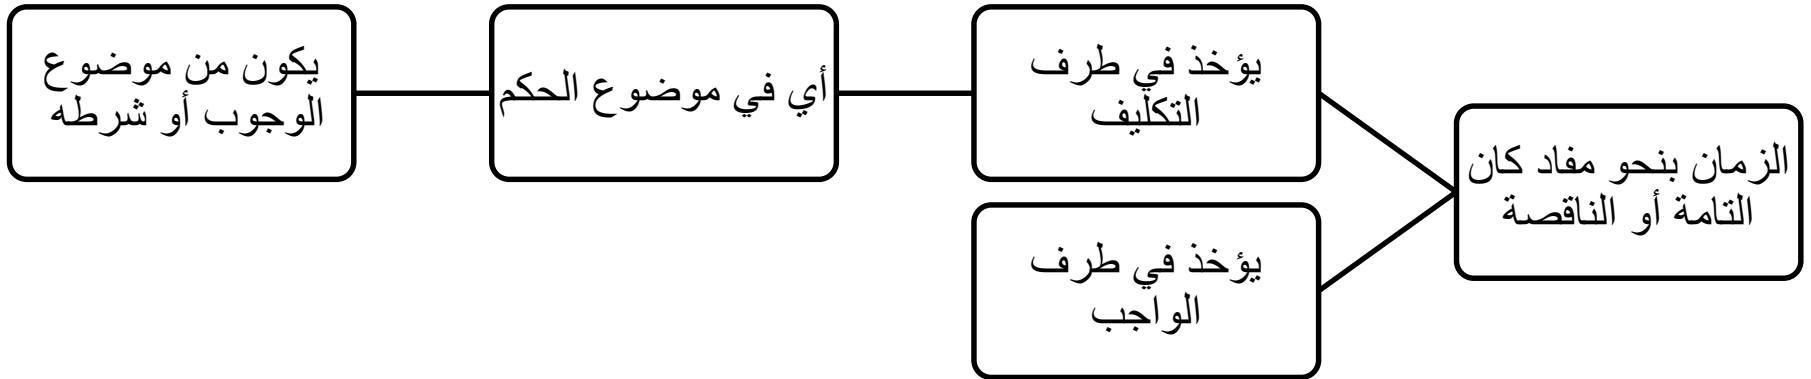 الزمان بنحو مفاد كان
التامة أو الناقصة
يؤخذ في طرف
التكليف
أي في موضوع الحكم
يكون من موضوع
الوجوب أو شرطه
يؤخذ في طرف
الواجب